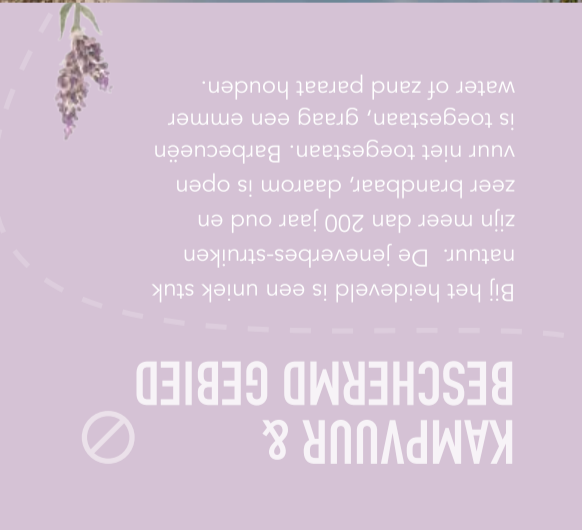 KAMPVUUR &
BESCHERMD GEBIED
Bij het heideveld is een uniek stuk
natuur. De jeneverbes-struiken
zijn meer dan 200 jaar oud en
zeer brandbaar, daarom is open
vuur niet toegestaan. Barbecueën
is toegestaan, graag een emmer
water of zand paraat houden.